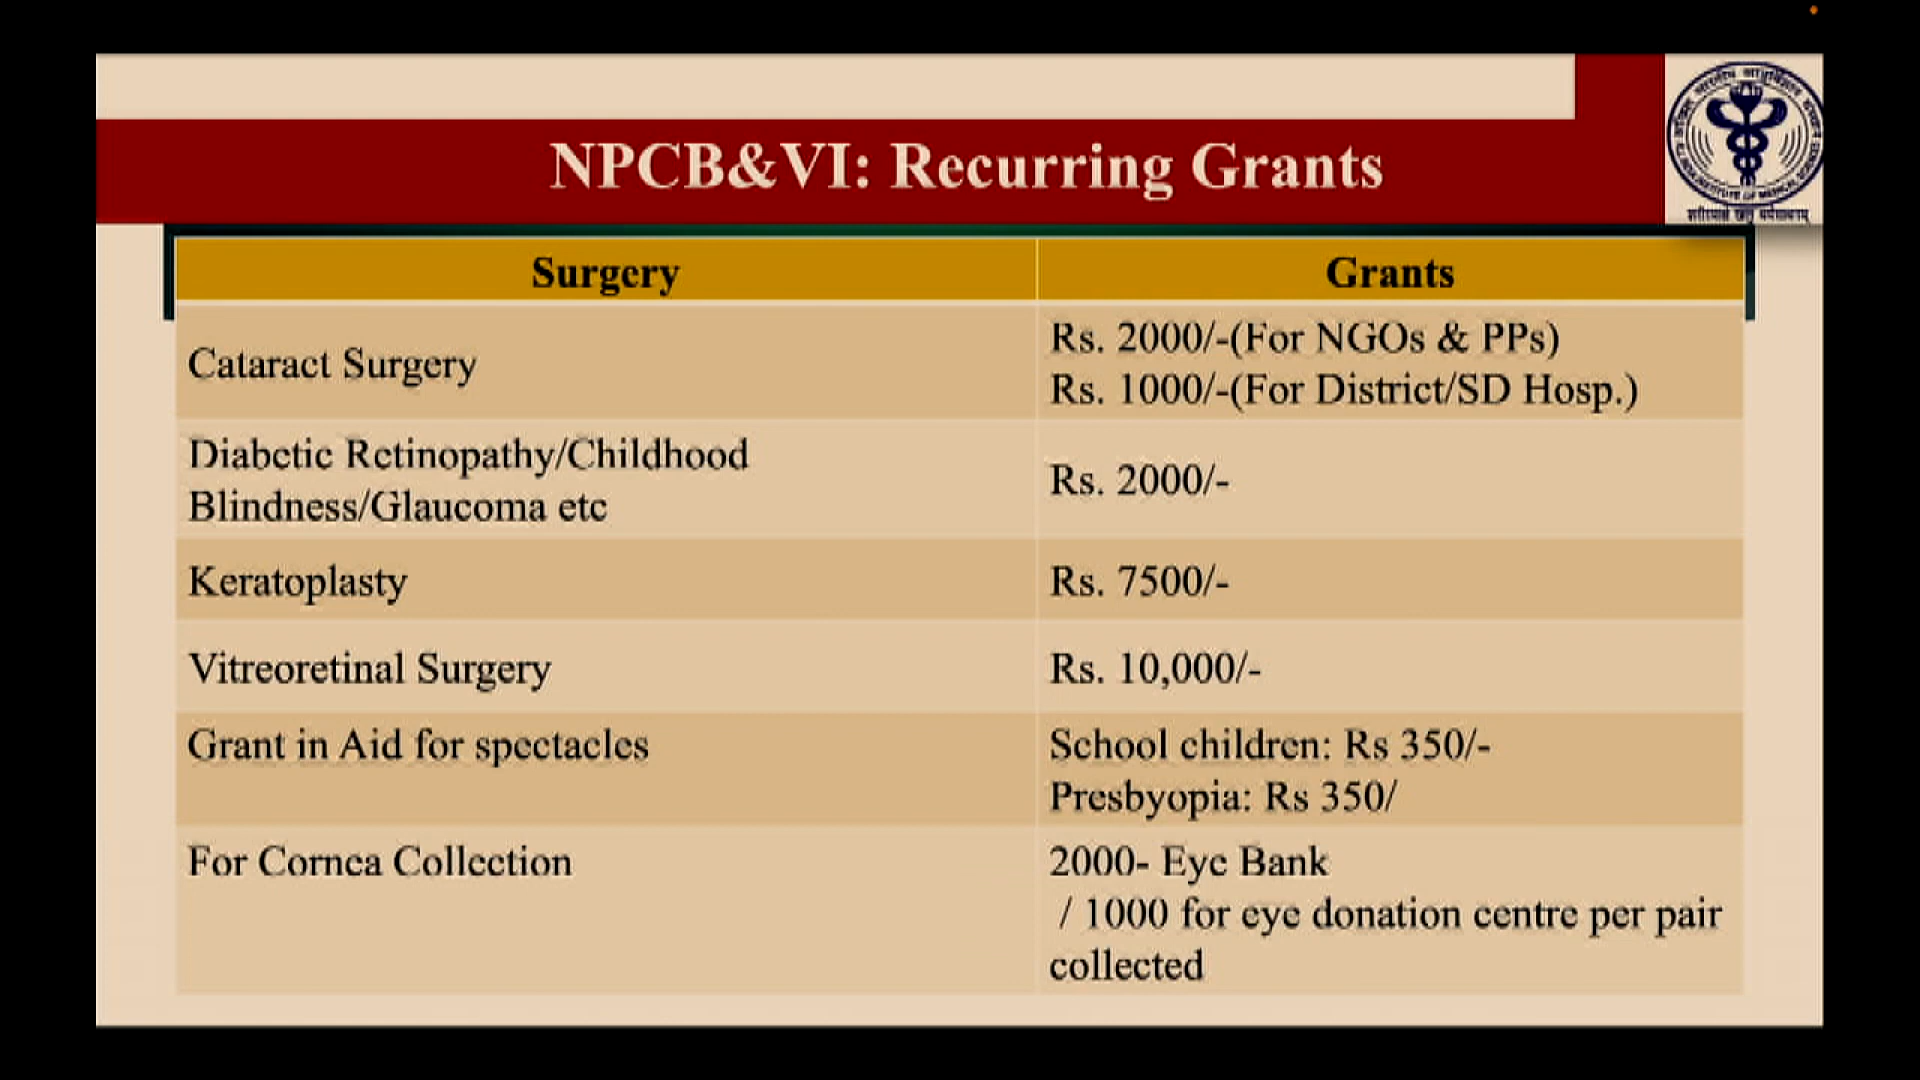 NPCB&VI: Recurring Grants
Surgery
Grants
Cataract Surgery
Rs. 2000/-(For NGOs & PPs)
Rs. 1000/-(For District/SD Hosp.)
Diabetic Retinopathy/Childhood
Blindness/Glaucoma etc
Rs. 2000/-
Keratoplasty
Rs. 7500/-
Vitreoretinal Surgery
Rs. 10,000/-
Grant in Aid for spectacles
School children: Rs 350/-
Presbyopia: Rs 350/
For Cornea Collection
2000- Eye Bank
/ 1000 for eye donation centre per pair
collected